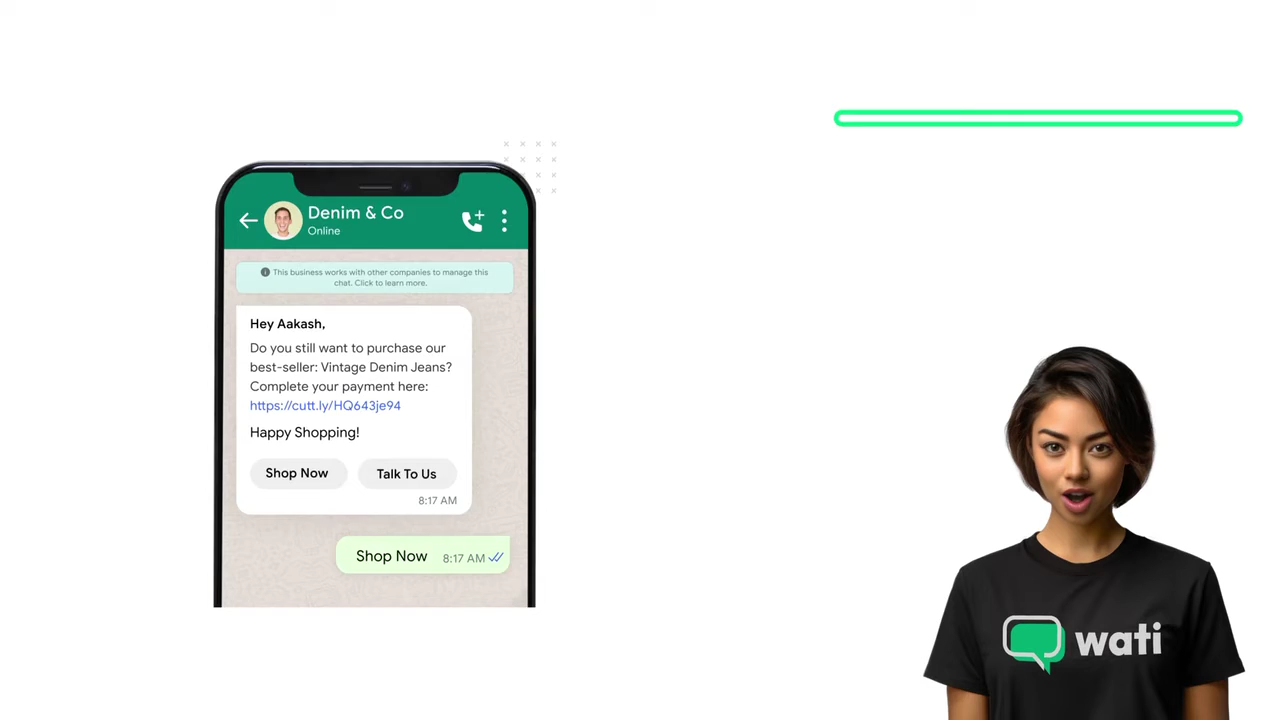 Denim & Co
Online
This business works with other companies to manage this
chat. Click to learn more.
Hey Aakash,
Do you still want to purchase our
best-seller: Vintage Denim Jeans?
Complete your payment here:
https://cutt.ly/HQ643je94
Happy Shopping!
Shop Now
Talk To Us
8:17 AM
Shop Now 8:17 AM
wati